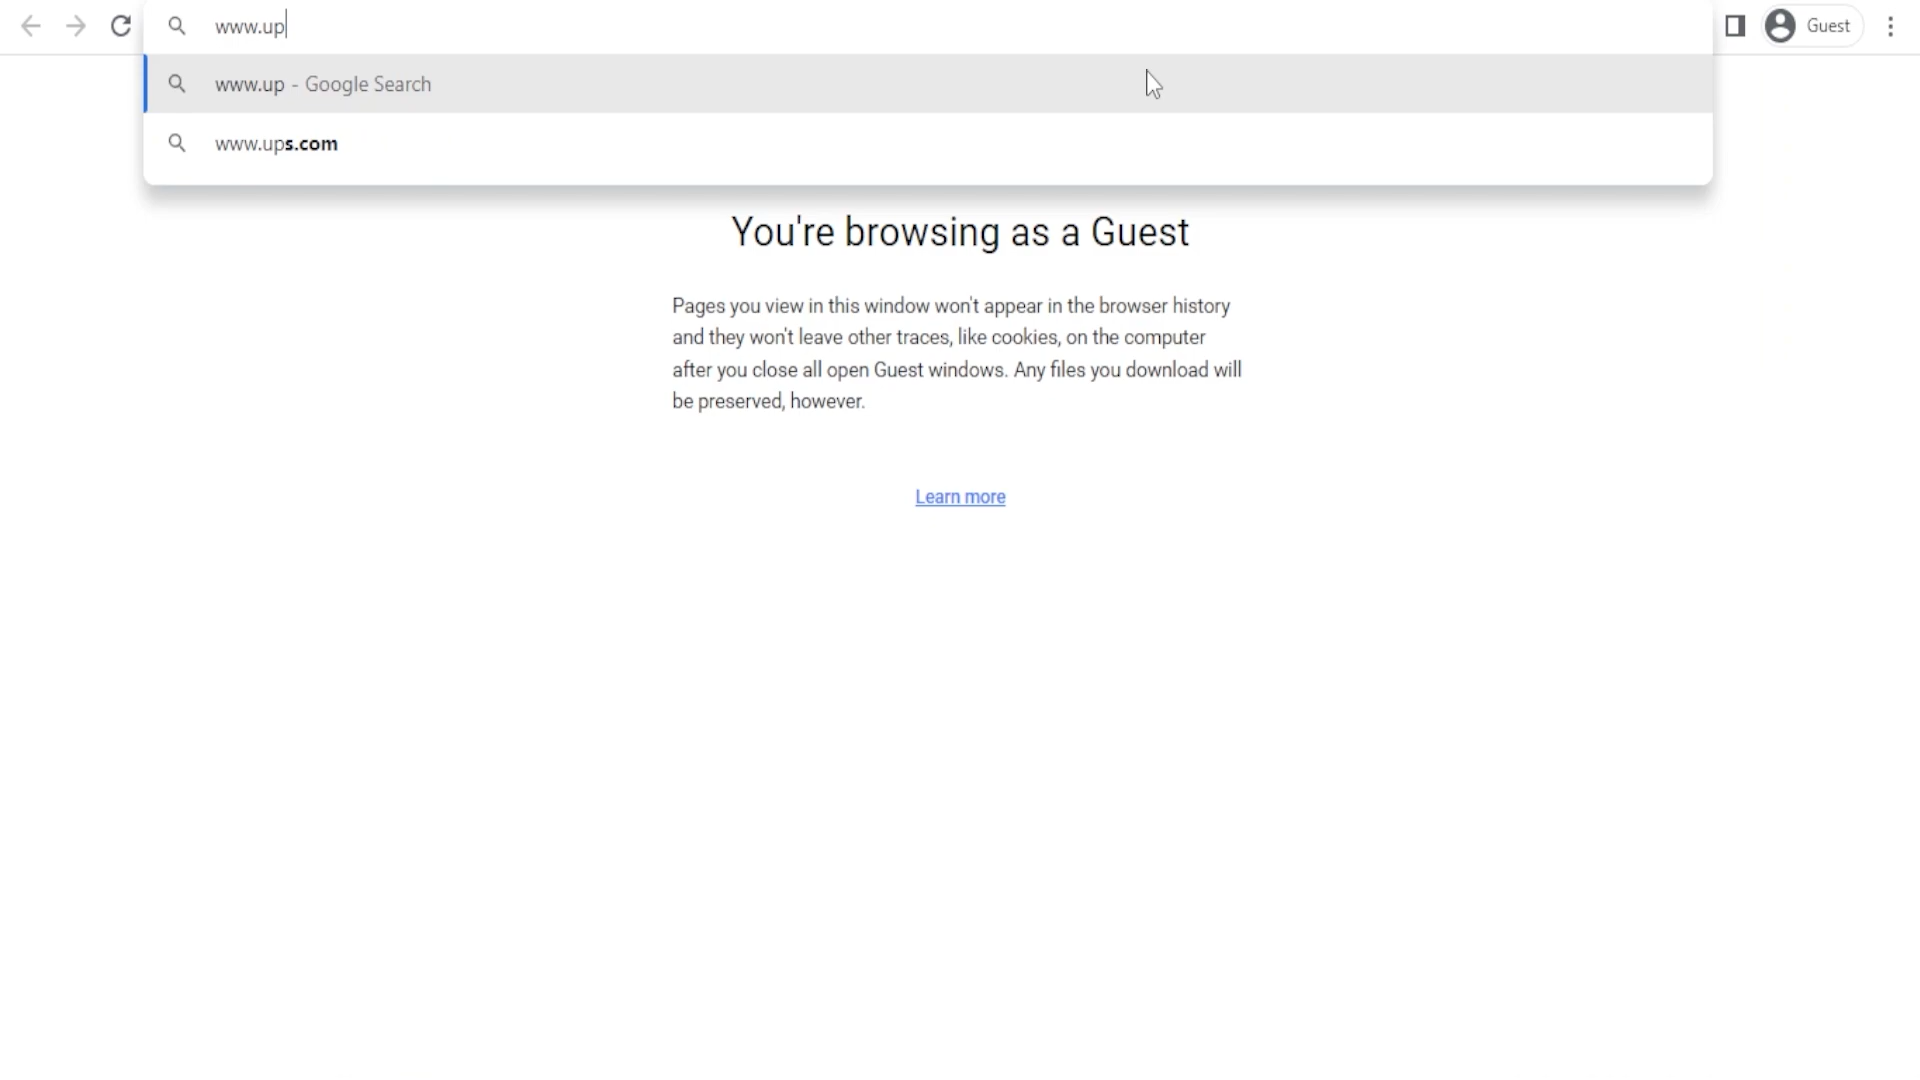 www.up
Guest
www.up - Google Search
www.ups.com
You're browsing as a Guest
Pages you view in this window won't appear in the browser history
and they won't leave other traces, like cookies, on the computer
after you close all open Guest windows. Any files you download will
be preserved, however.
Learn more